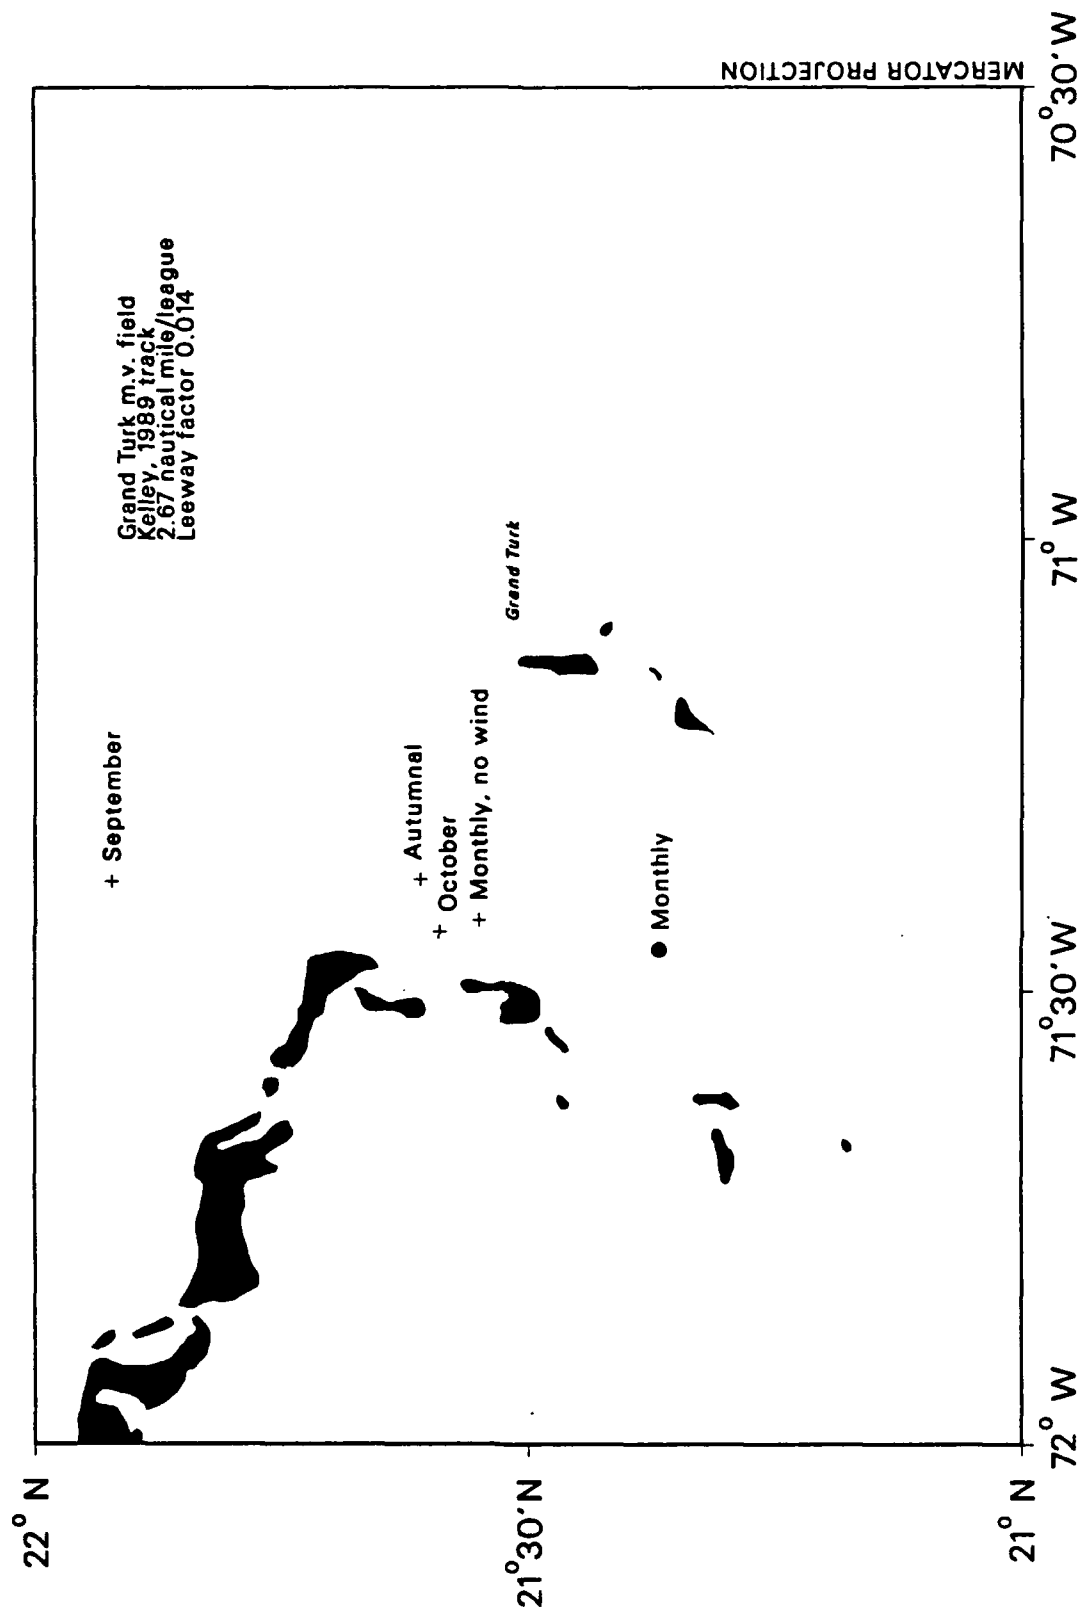 Grand Turk m.v. field
Kelley, 1989 track
2.67 nautical mile/league
Leeway factor 0.014
+ September
+ Autumnal
+ October
+ Monthly, no wind
Grand Turk
● Monthly
22° N
21°30'N
21° N
72° W
71°30'W
71° W
70°30'W
MERCATOR PROJECTION